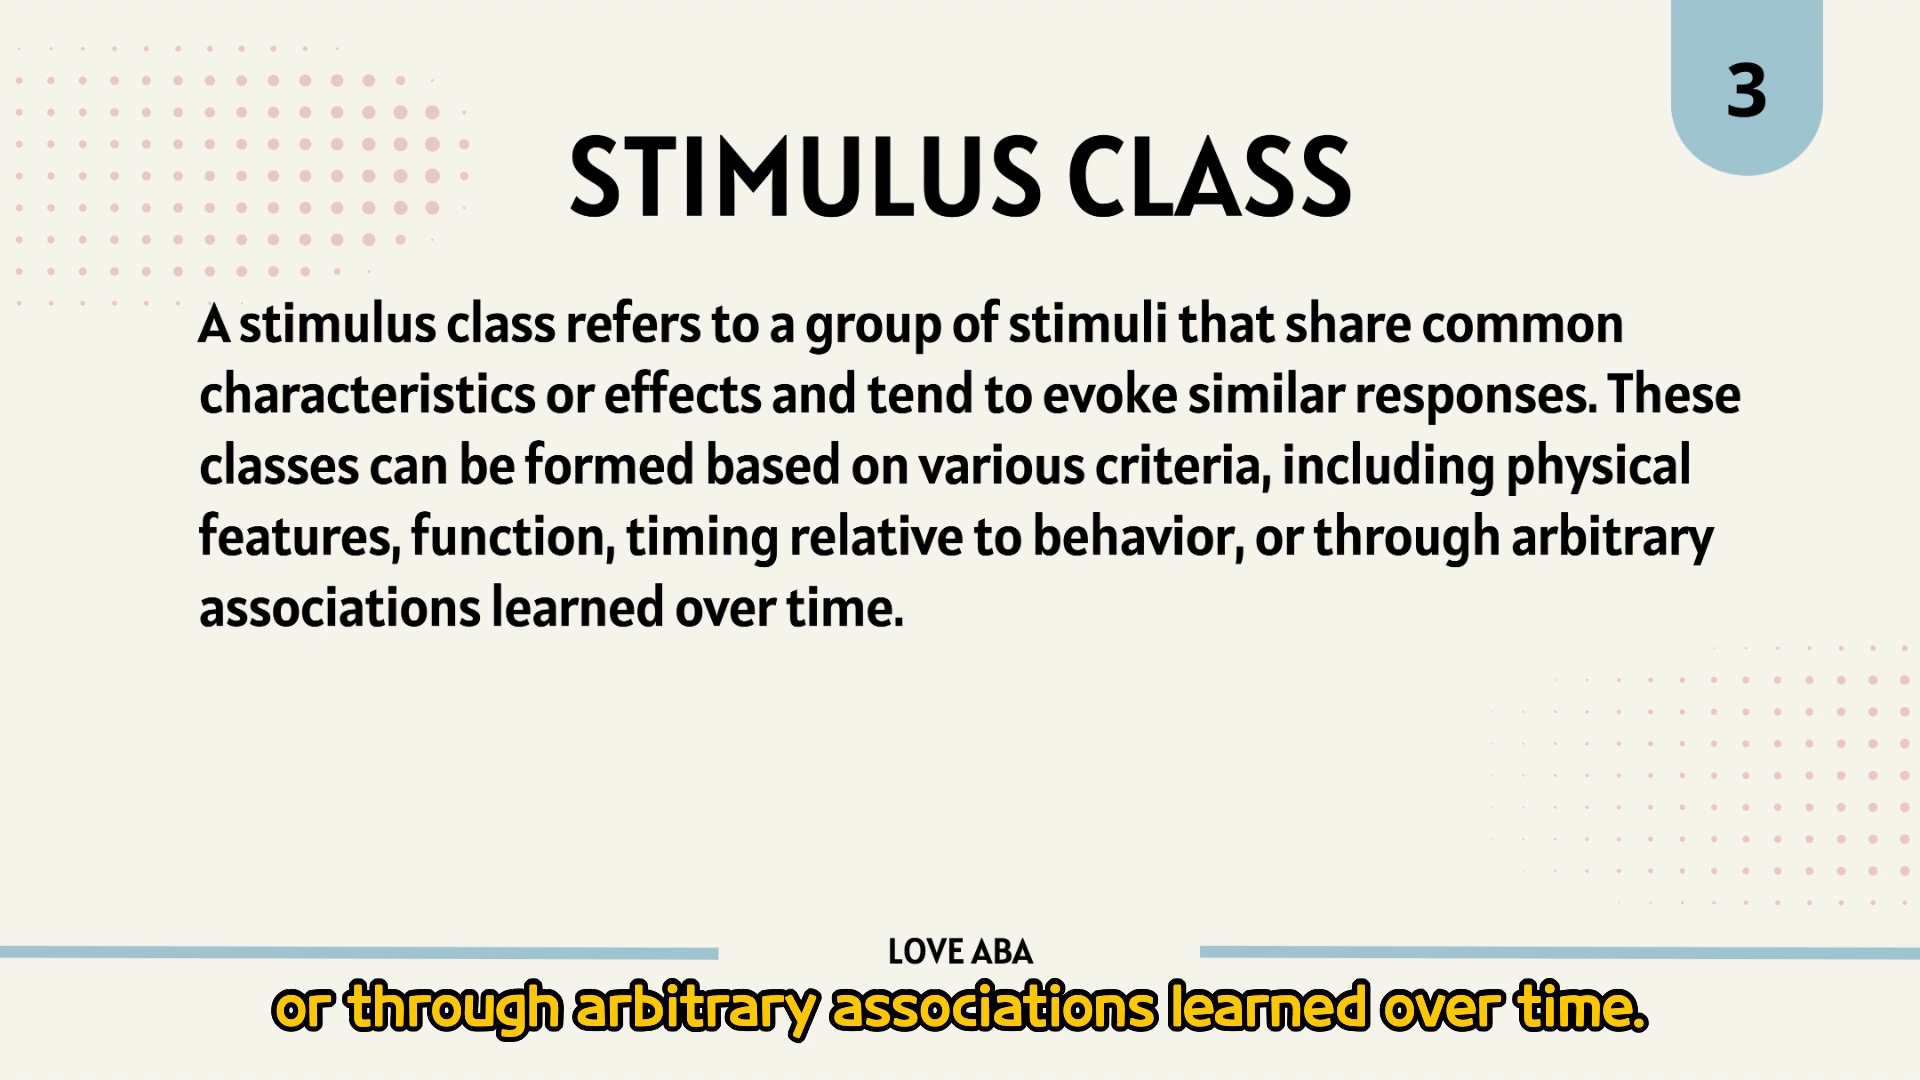 3
STIMULUS CLASS
A stimulus class refers to a group of stimuli that share common
characteristics or effects and tend to evoke similar responses. These
classes can be formed based on various criteria, including physical
features, function, timing relative to behavior, or through arbitrary
associations learned over time.
LOVE ABA
or through arbitrary associations learned over time.